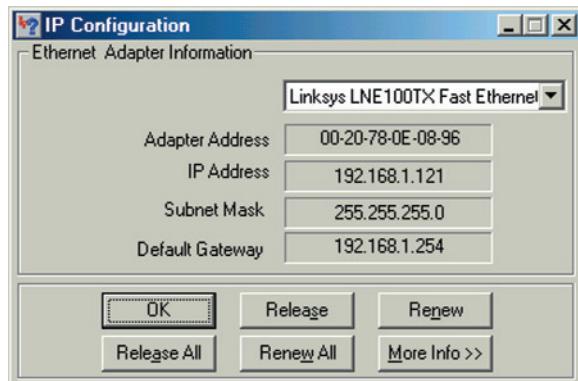 IP Configuration
Ethernet Adapter Information
Linksys LNE100TX Fast Ethernet
Adapter Address 00-20-78-0E-08-96
IP Address 192.168.1.121
Subnet Mask 255.255.255.0
Default Gateway 192.168.1.254
OK Release Renew
Release All Renew All More Info >>